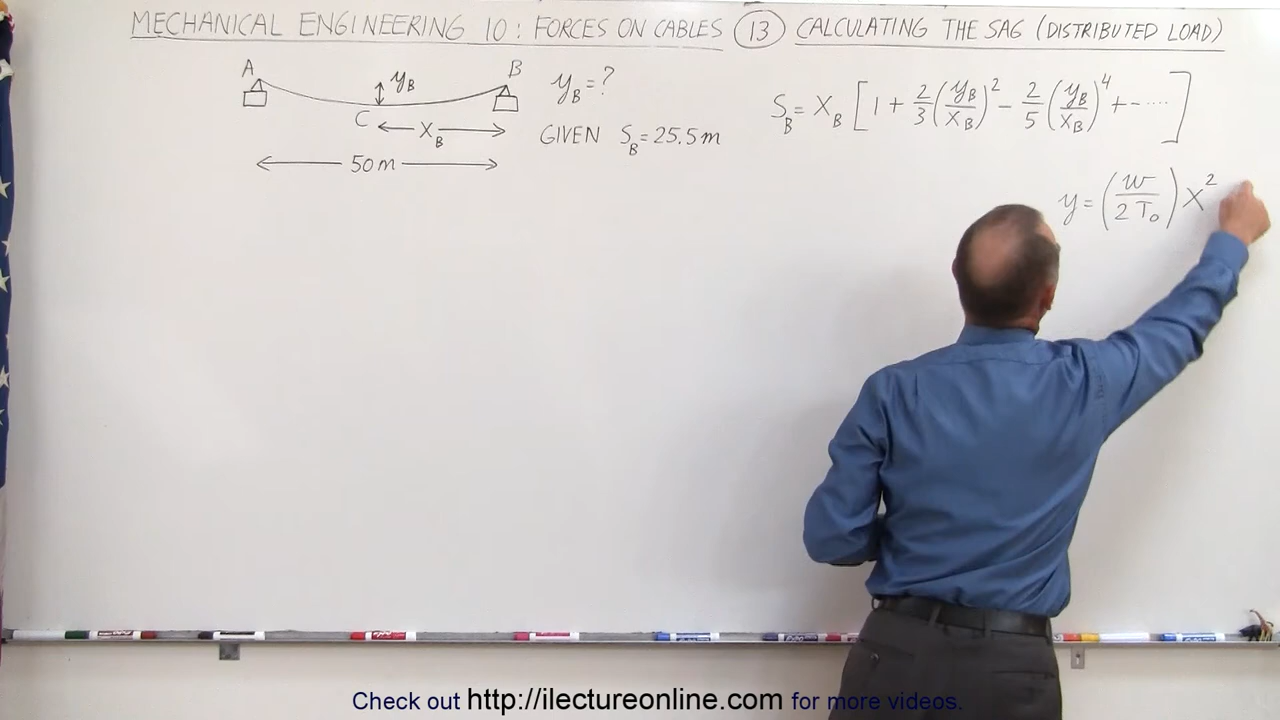 MECHANICAL ENGINEERING 10: FORCES ON CABLES (13) CALCULATING THE SAG (DISTRIBUTED LOAD)
A B
y_B
C
X_B
50 m
y_B = ?
GIVEN S_B = 25.5 m
S_B = X_B [1 + 2/3 (y_B/X_B)^2 - 2/5 (y_B/X_B)^4 + - ....]
y = (w/2T_0) X^2
Check out http://ilectureonline.com for more videos.